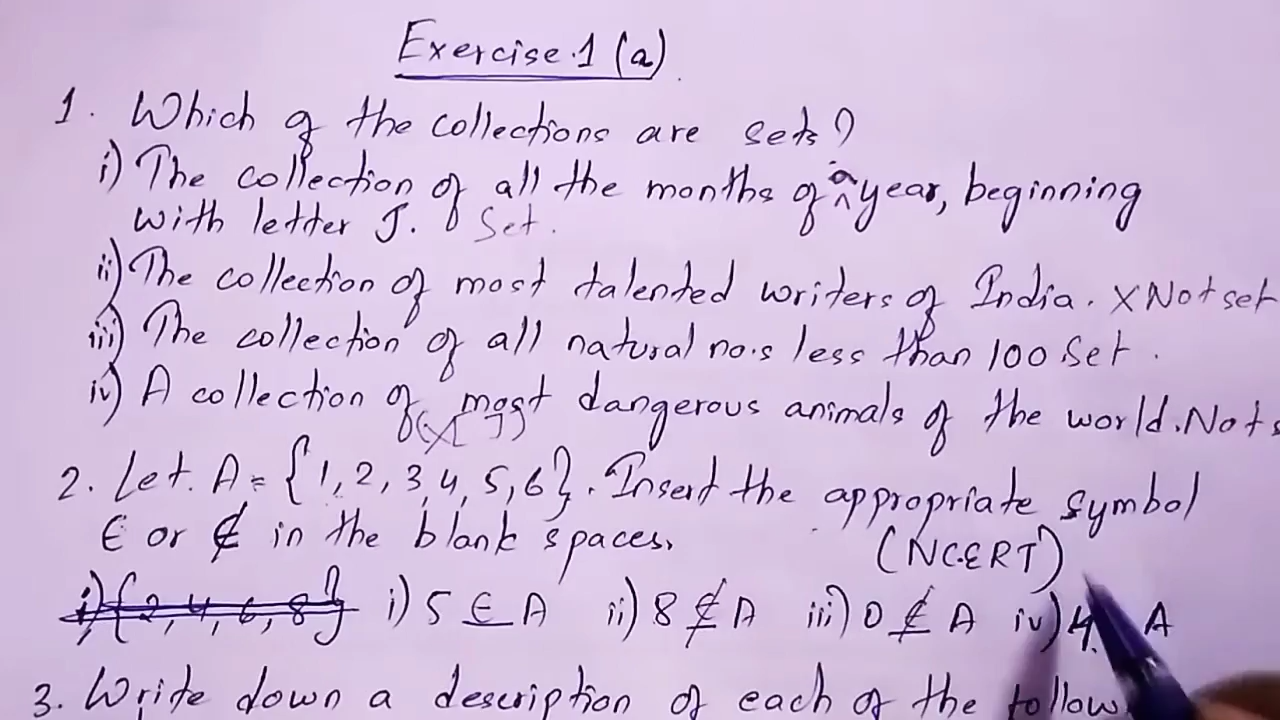 Exercise.1 (a)
1. Which of the collections are sets?
i) The collection of all the months of a year, beginning
with letter J. Set.
ii) The collection of most talented writers of India. X Not set
iii) The collection of all natural no.s less than 100 Set.
iv) A collection of most dangerous animals of the world. Not s
2. Let. A = {1, 2, 3, 4, 5, 6}. Insert the appropriate symbol
∈ or ∉ in the blank spaces.
(NCERT)
i) {2, 4, 6, 8} i) 5 ∈ A ii) 8 ∉ A iii) 0 ∉ A iv) 4 A
3. Write down a description of each of the follow